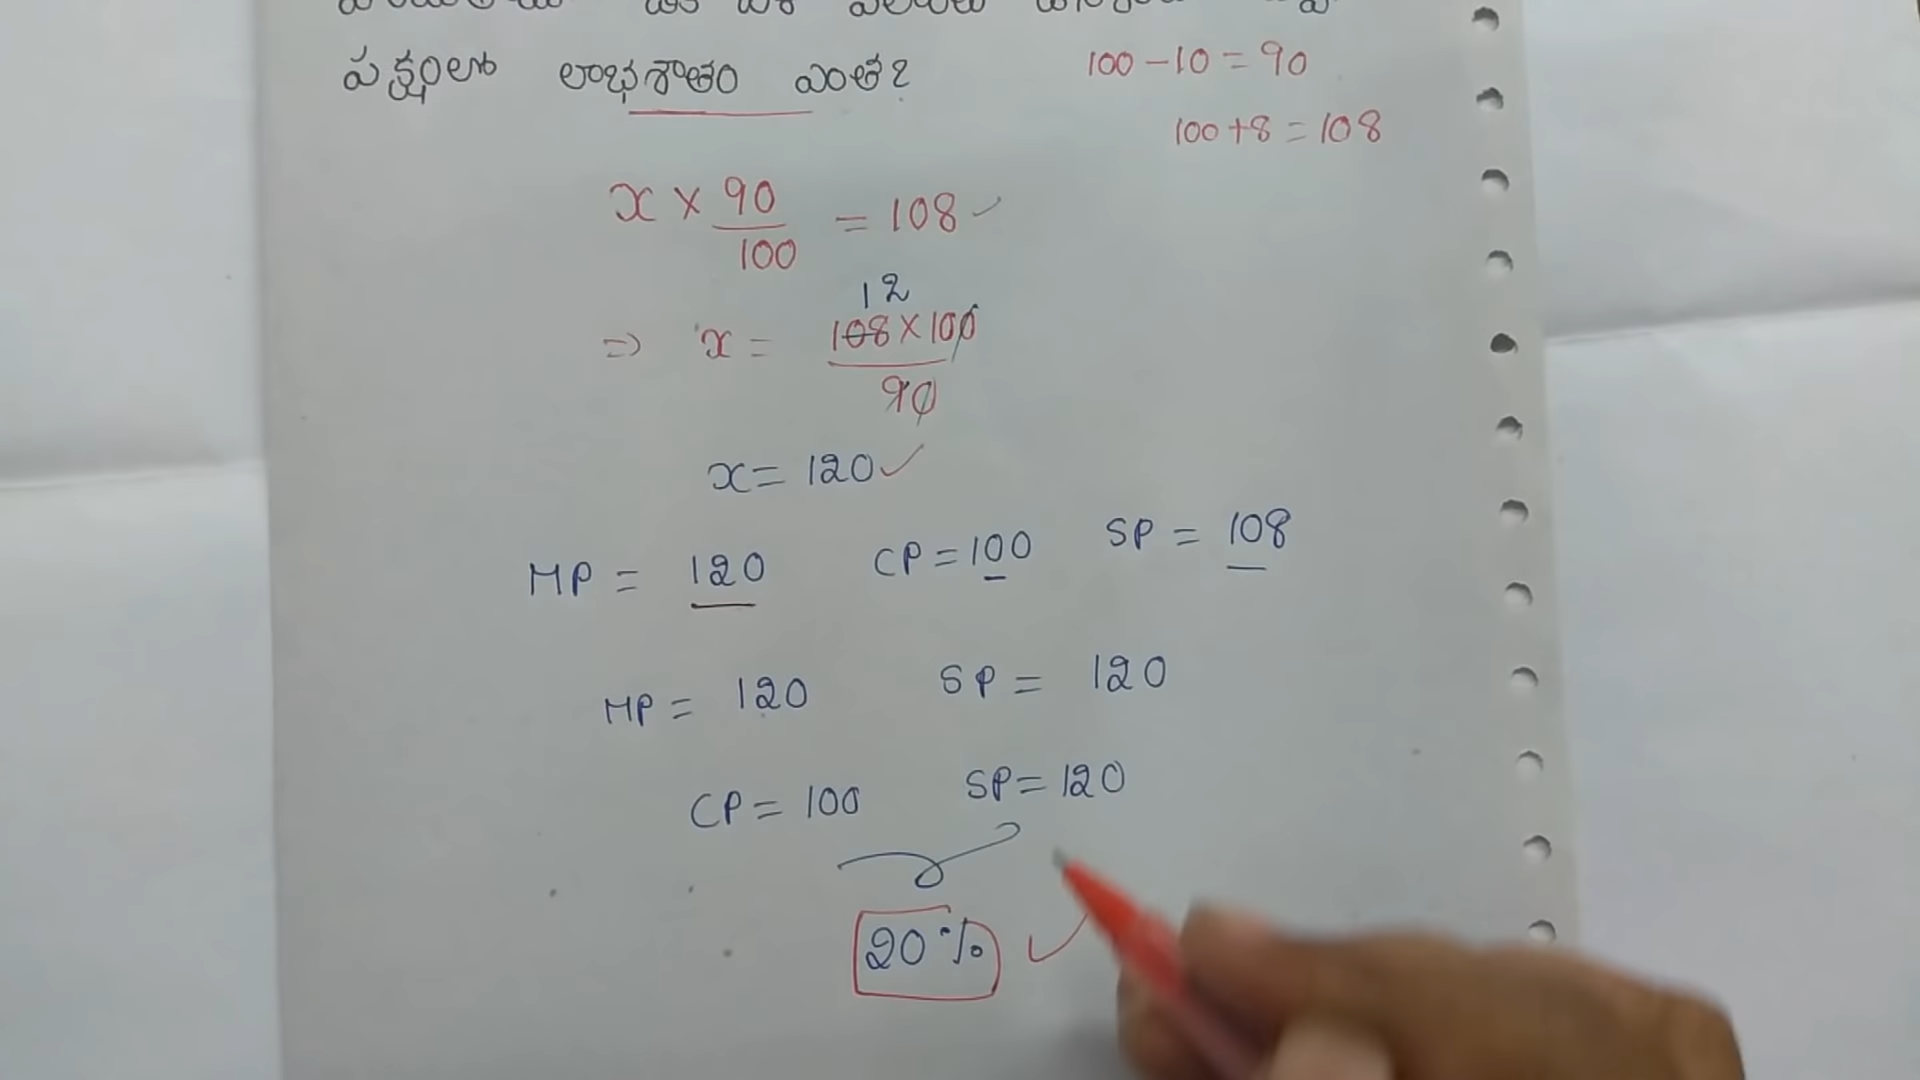 పక్షంలో లాభశాతం ఎంత?
100 - 10 = 90
100 + 8 = 108
x × 90/100 = 108
12
⇒ x = 108 × 100 / 90
x = 120
MP = 120 CP = 100 SP = 108
MP = 120 SP = 120
CP = 100 SP = 120
20%